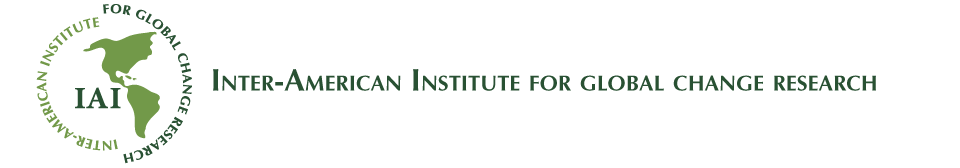 INTER-AMERICAN INSTITUTE FOR GLOBAL CHANGE RESEARCH
IAI
INTER-AMERICAN INSTITUTE FOR GLOBAL CHANGE RESEARCH